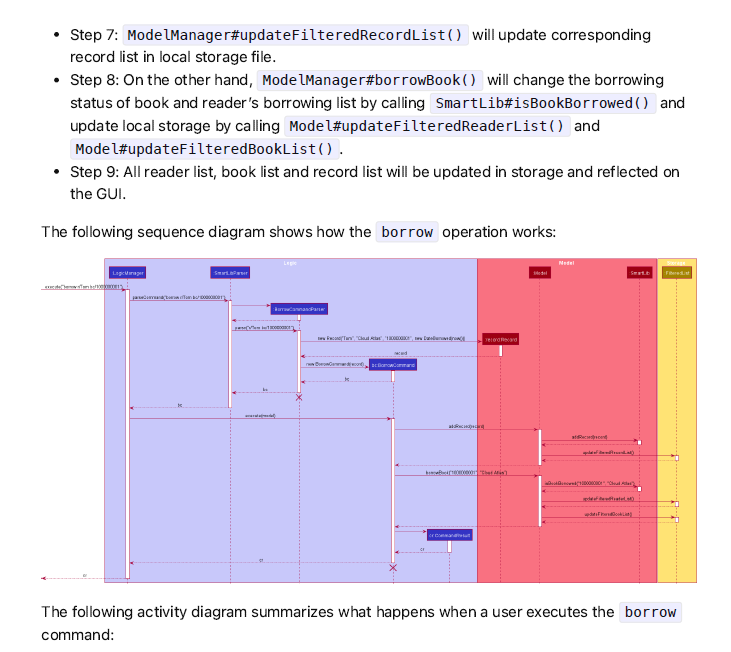 • Step 7: ModelManager#updateFilteredRecordList() will update corresponding
record list in local storage file.
• Step 8: On the other hand, ModelManager#borrowBook() will change the borrowing
status of book and reader's borrowing list by calling SmartLib#isBookBorrowed() and
update local storage by calling Model#updateFilteredReaderList() and
Model#updateFilteredBookList().
• Step 9: All reader list, book list and record list will be updated in storage and reflected on
the GUI.
The following sequence diagram shows how the borrow operation works:
Logic Model
LogicManager SmartLibParser Model SmartLib FilteredList
execute("borrow r/Tom bc/1000000001")
parseCommand("borrow r/Tom bc/1000000001")
BorrowCommandParser
parse("r/Tom bc/1000000001")
new Record("Tom", "Cloud Atlas", "1000000001", new DateBorrowed(now))
record:Record
record
new BorrowCommand(record)
bc:BorrowCommand
bc
bc
bc
execute(model)
addRecord(record)
addRecord(record)
updateFilteredRecordList()
borrowBook("1000000001", "Cloud Atlas")
isBookBorrowed("1000000001", "Cloud Atlas")
updateFilteredReaderList()
updateFilteredBookList()
cr:CommandResult
cr
cr
cr
The following activity diagram summarizes what happens when a user executes the borrow
command: